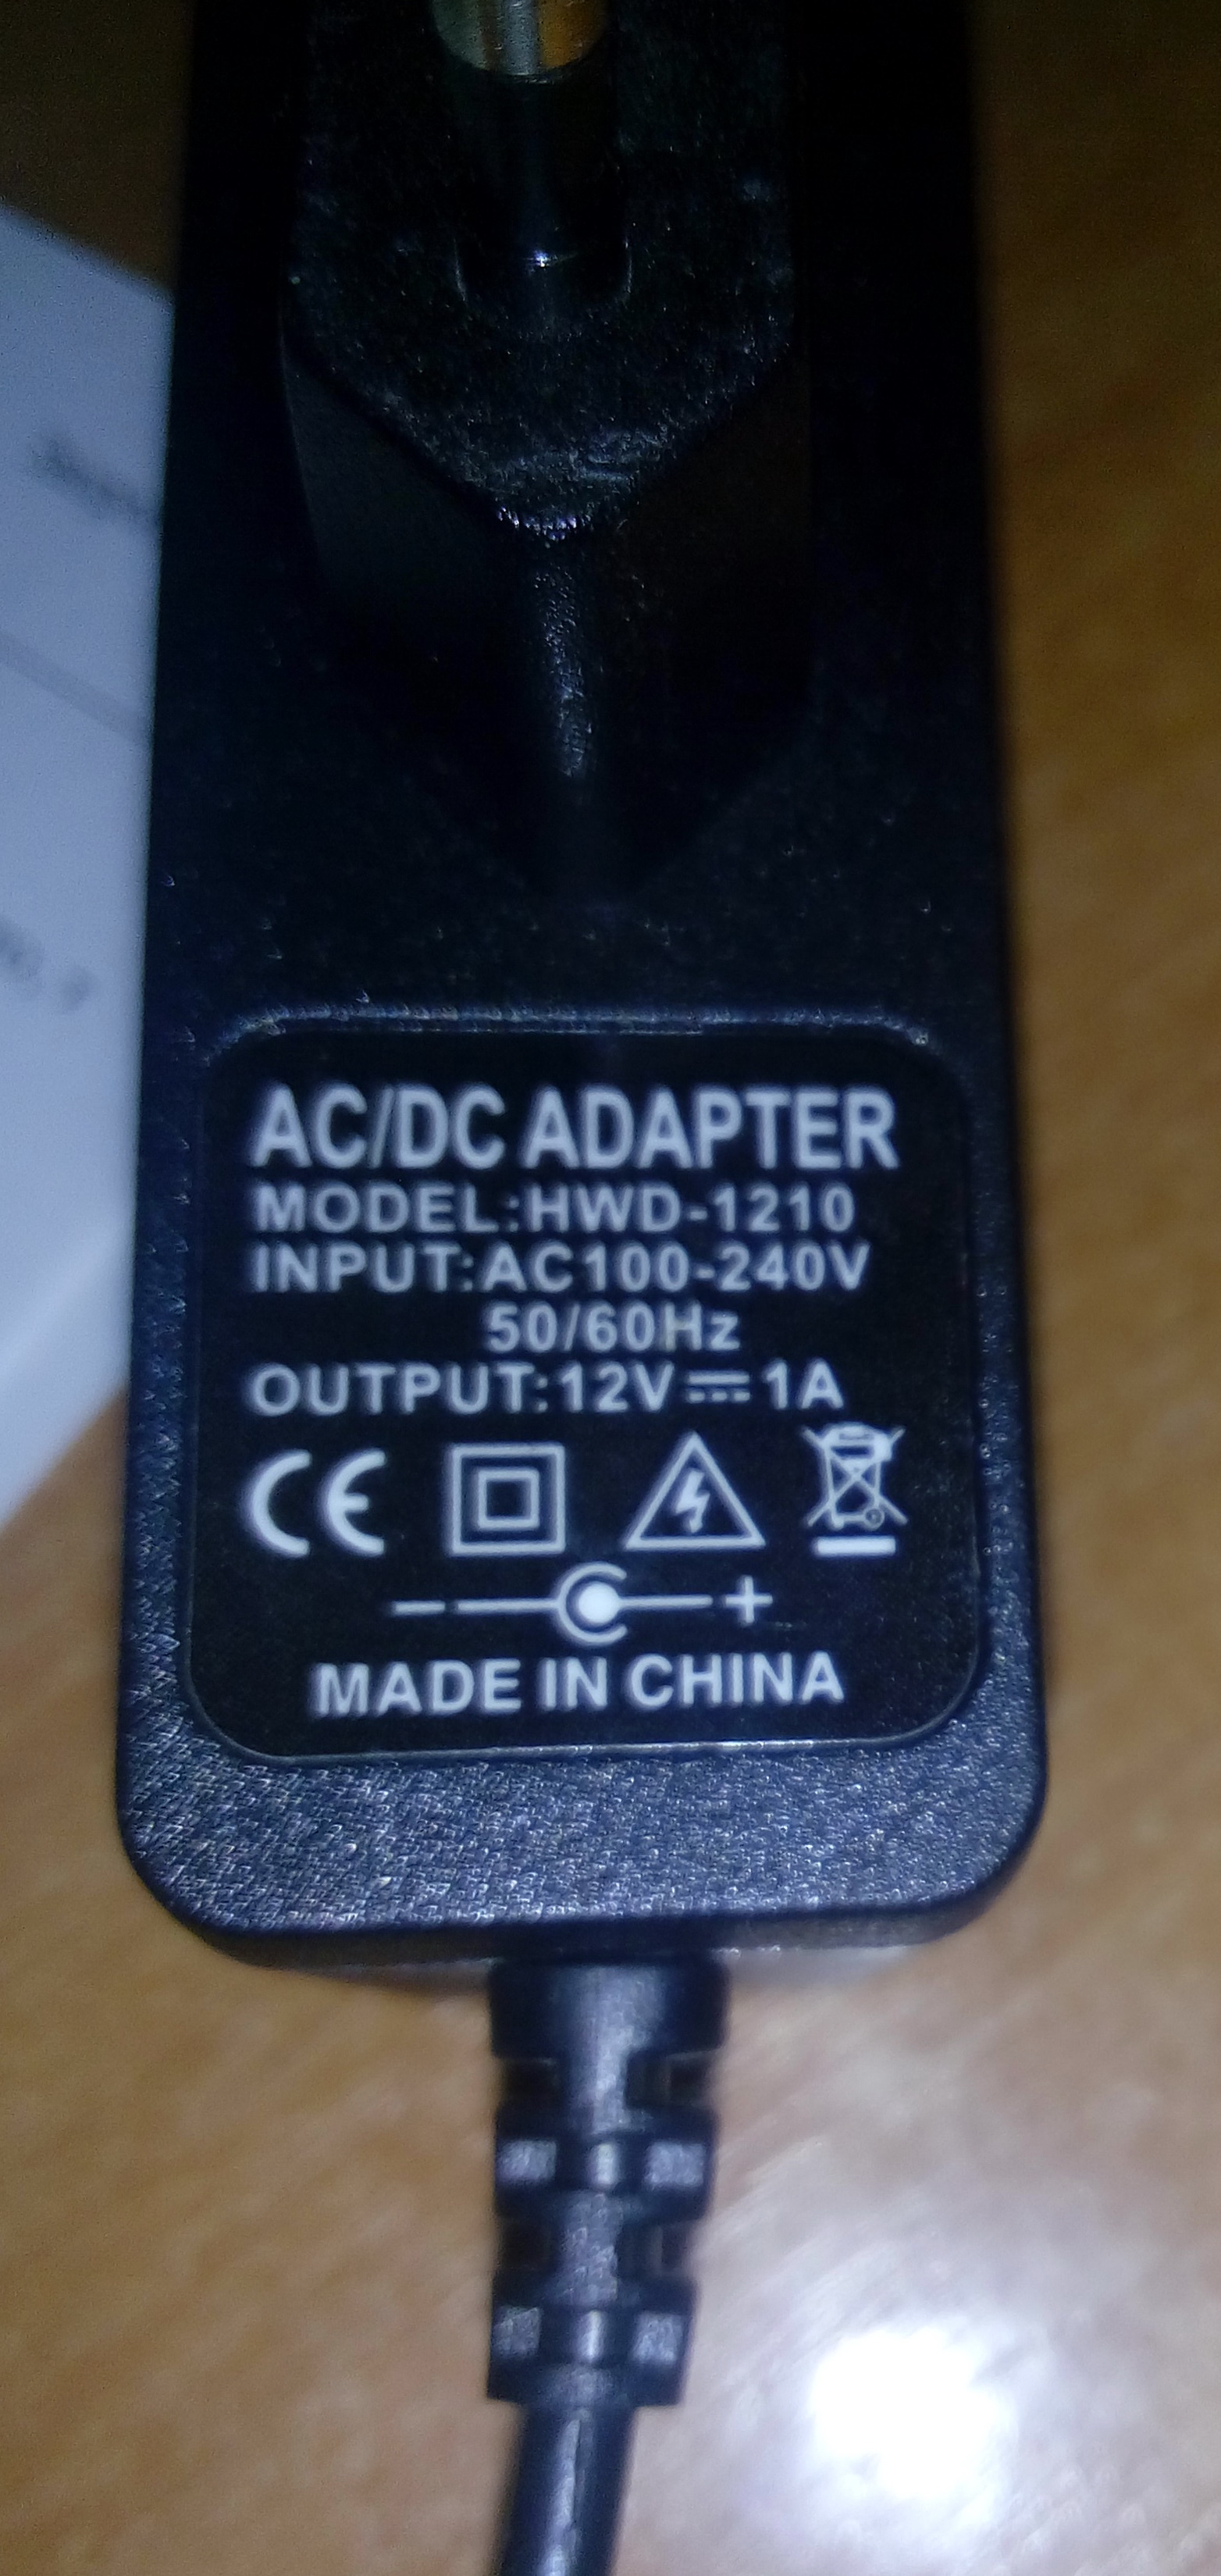 AC/DC ADAPTER
MODEL:HWD-1210
INPUT:AC100-240V
50/60Hz
OUTPUT:12V⎓1A
CE
− +
MADE IN CHINA